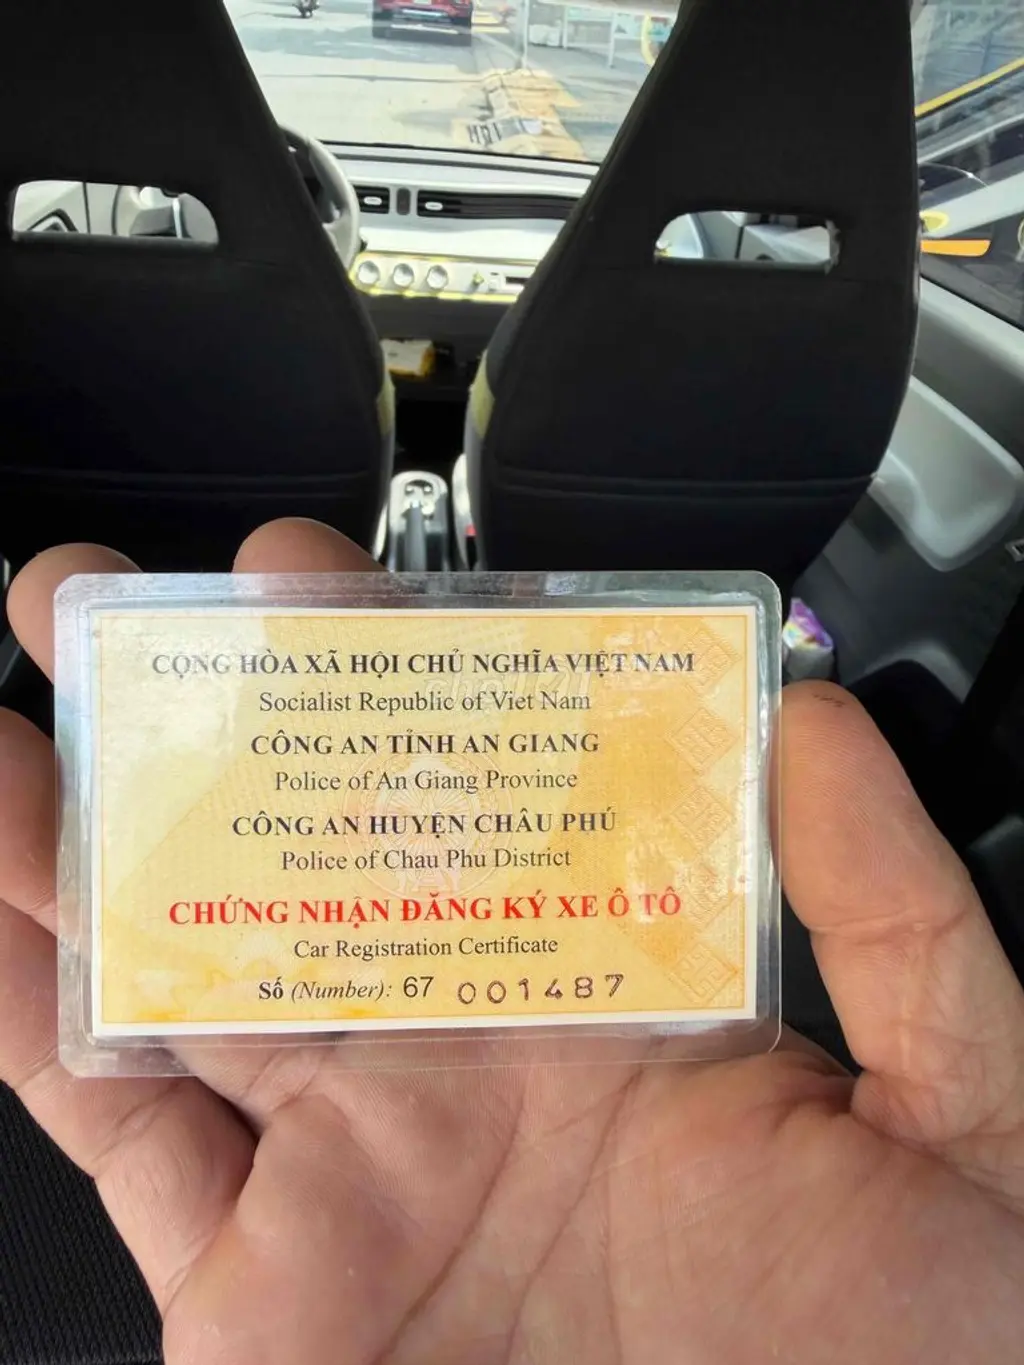 CỘNG HÒA XÃ HỘI CHỦ NGHĨA VIỆT NAM
Socialist Republic of Viet Nam
CÔNG AN TỈNH AN GIANG
Police of An Giang Province
CÔNG AN HUYỆN CHÂU PHÚ
Police of Chau Phu District
CHỨNG NHẬN ĐĂNG KÝ XE Ô TÔ
Car Registration Certificate
Số (Number): 67 001487